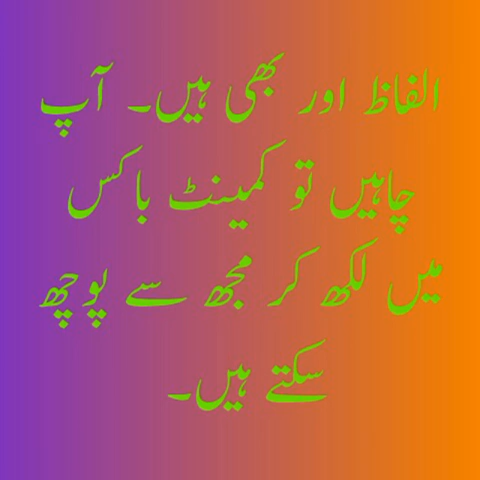 الفاظ اور بھی ہیں۔ آپ
چاہیں تو کمینٹ باکس
میں لکھ کر مجھ سے پوچھ
سکتے ہیں۔